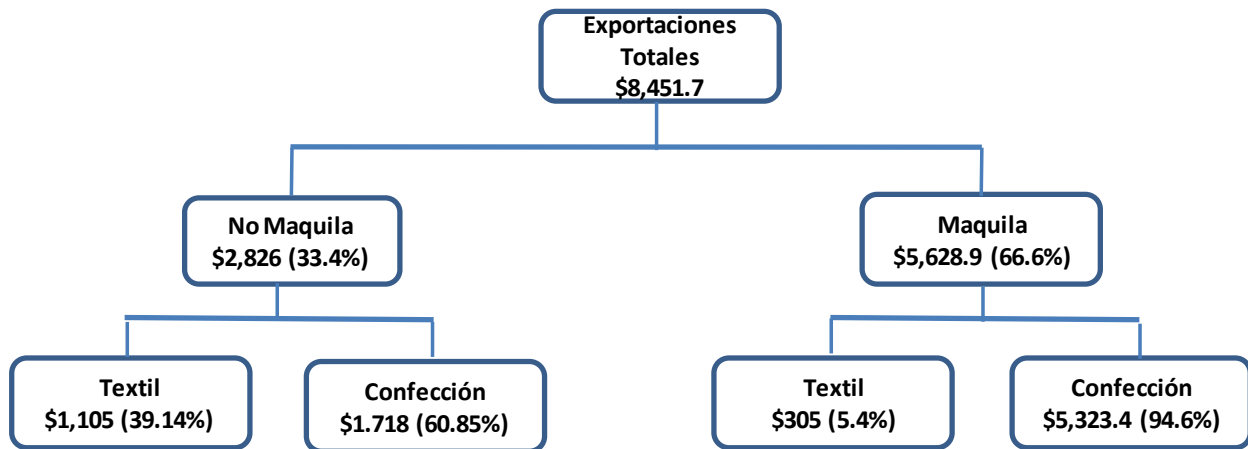 Exportaciones
Totales
$8,451.7
No Maquila
$2,826 (33.4%)
Maquila
$5,628.9 (66.6%)
Textil
$1,105 (39.14%)
Confección
$1.718 (60.85%)
Textil
$305 (5.4%)
Confección
$5,323.4 (94.6%)